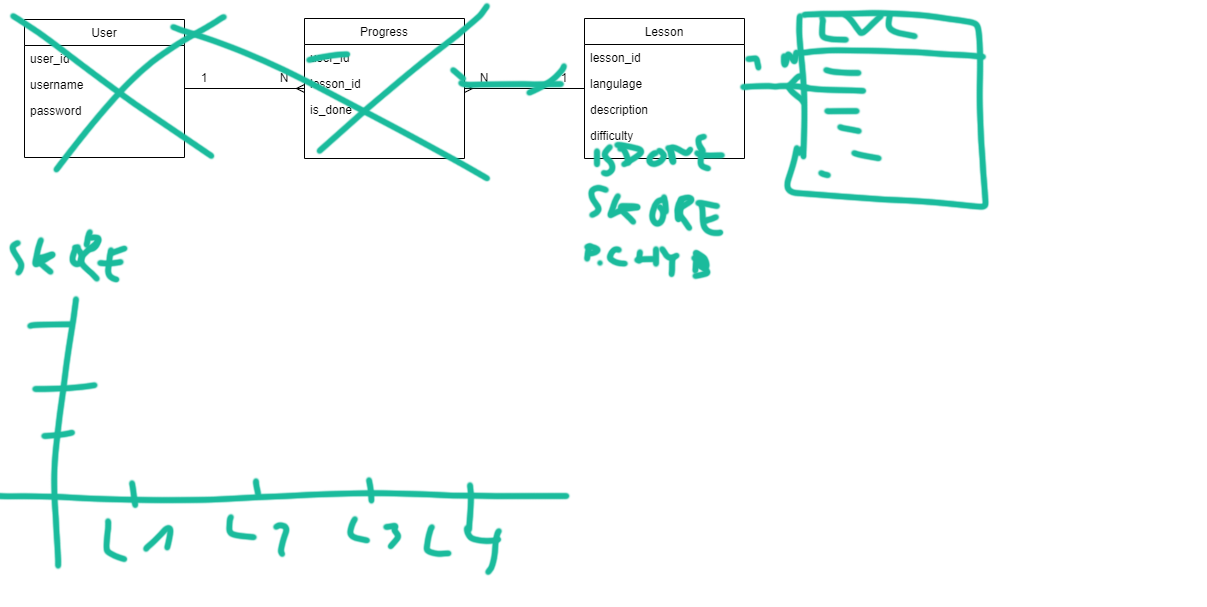 User
user_id
username
password
1
N
Progress
user_id
lesson_id
is_done
N
1
Lesson
lesson_id
langulage
description
difficulty
ISDONE
SKORE
P.CHYB
1
N
LVL
SKORE
L1
L2
L3
L4